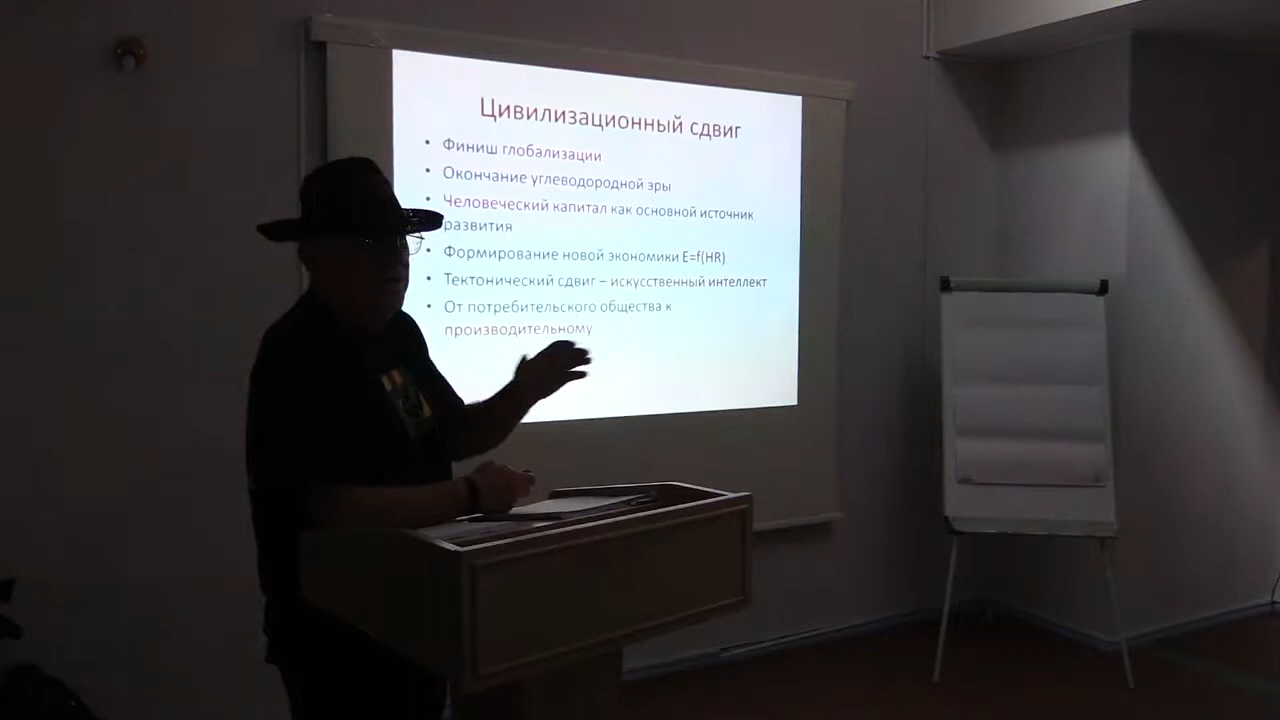 Цивилизационный сдвиг
• Финиш глобализации
• Окончание углеводородной эры
• Человеческий капитал как основной источник
развития
• Формирование новой экономики E=f(HR)
• Тектонический сдвиг – искусственный интеллект
• От потребительского общества к
производительному